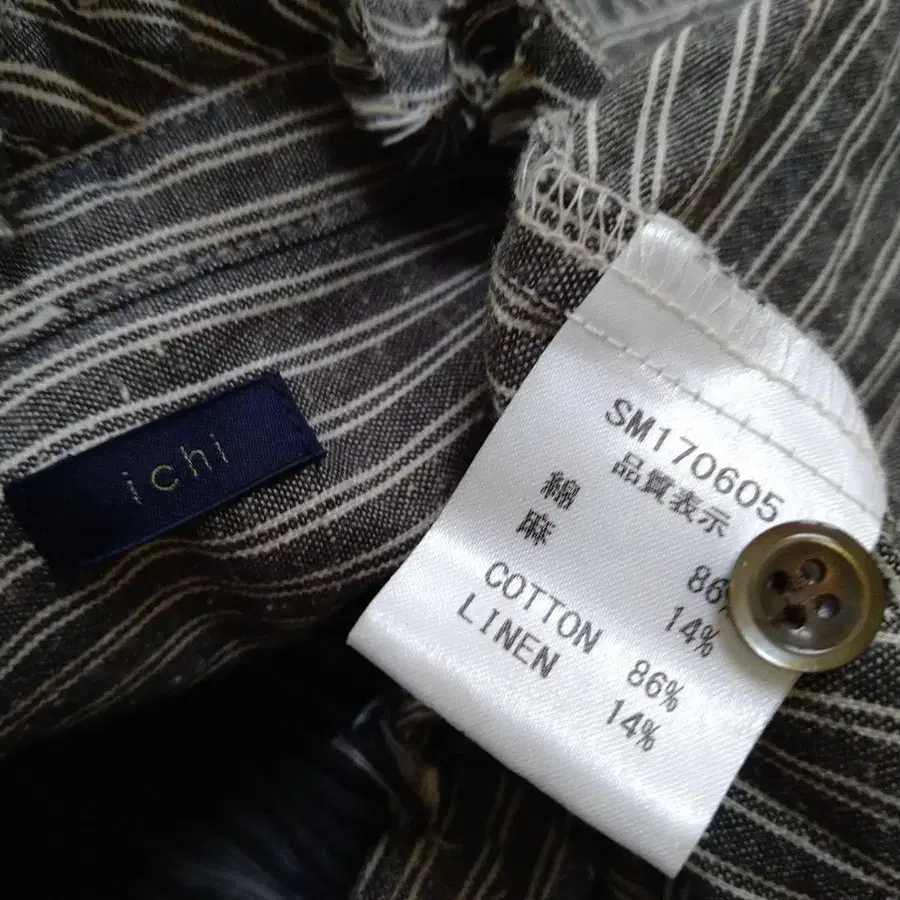 ichi
SM170605
品質表示
綿 86%
麻 14%
COTTON 86%
LINEN 14%